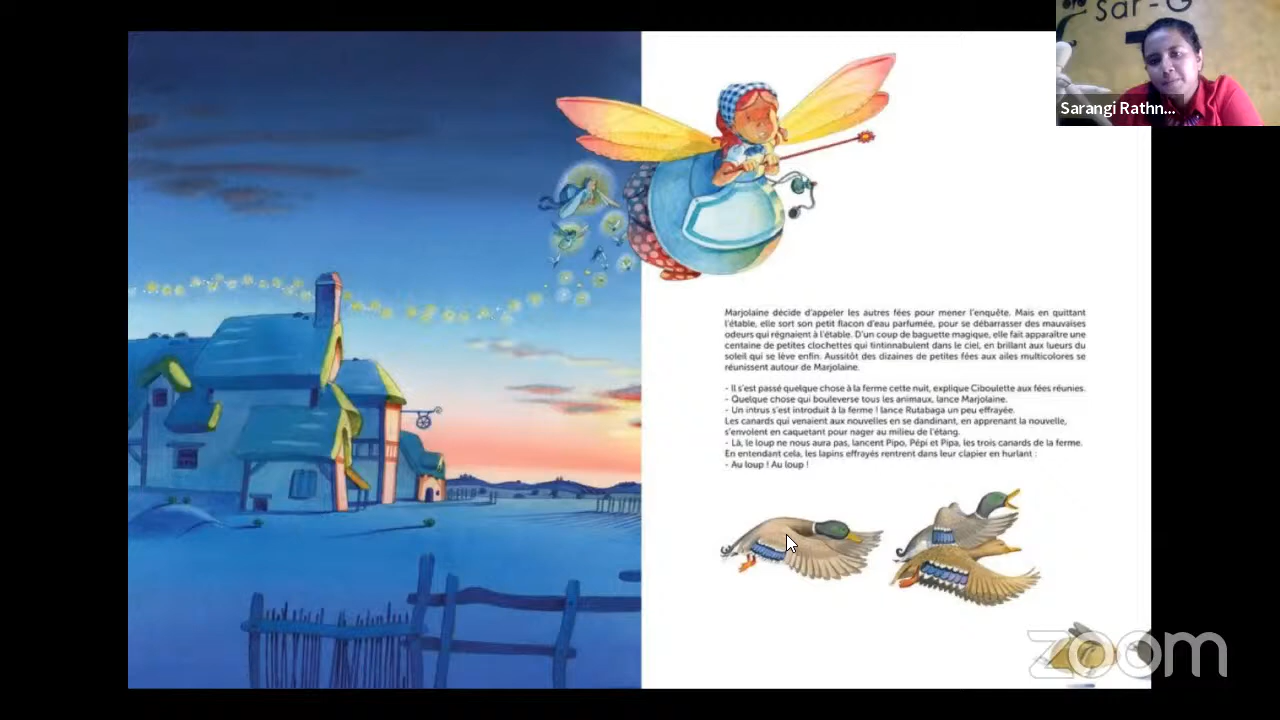 Sar-G
Sarangi Rathn...
Marjolaine décide d'appeler les autres fées pour mener l'enquête. Mais en quittant
l'étable, elle sort son petit flacon d'eau parfumée, pour se débarrasser des mauvaises
odeurs qui régnaient à l'étable. D'un coup de baguette magique, elle fait apparaître une
centaine de petites clochettes qui tintinnabulent dans le ciel, en brillant aux lueurs du
soleil qui se lève enfin. Aussitôt des dizaines de petites fées aux ailes multicolores se
réunissent autour de Marjolaine.
- Il s'est passé quelque chose à la ferme cette nuit, explique Ciboulette aux fées réunies.
- Quelque chose qui bouleverse tous les animaux, lance Marjolaine.
- Un intrus s'est introduit à la ferme ! lance Rutabaga un peu effrayée.
Les canards qui venaient aux nouvelles en se dandinant, en apprenant la nouvelle,
s'envolent en caquetant pour nager au milieu de l'étang.
- Là, le loup ne nous aura pas, lancent Pipo, Pépi et Pipa, les trois canards de la ferme.
En entendant cela, les lapins effrayés rentrent dans leur clapier en hurlant :
- Au loup ! Au loup !
zoom